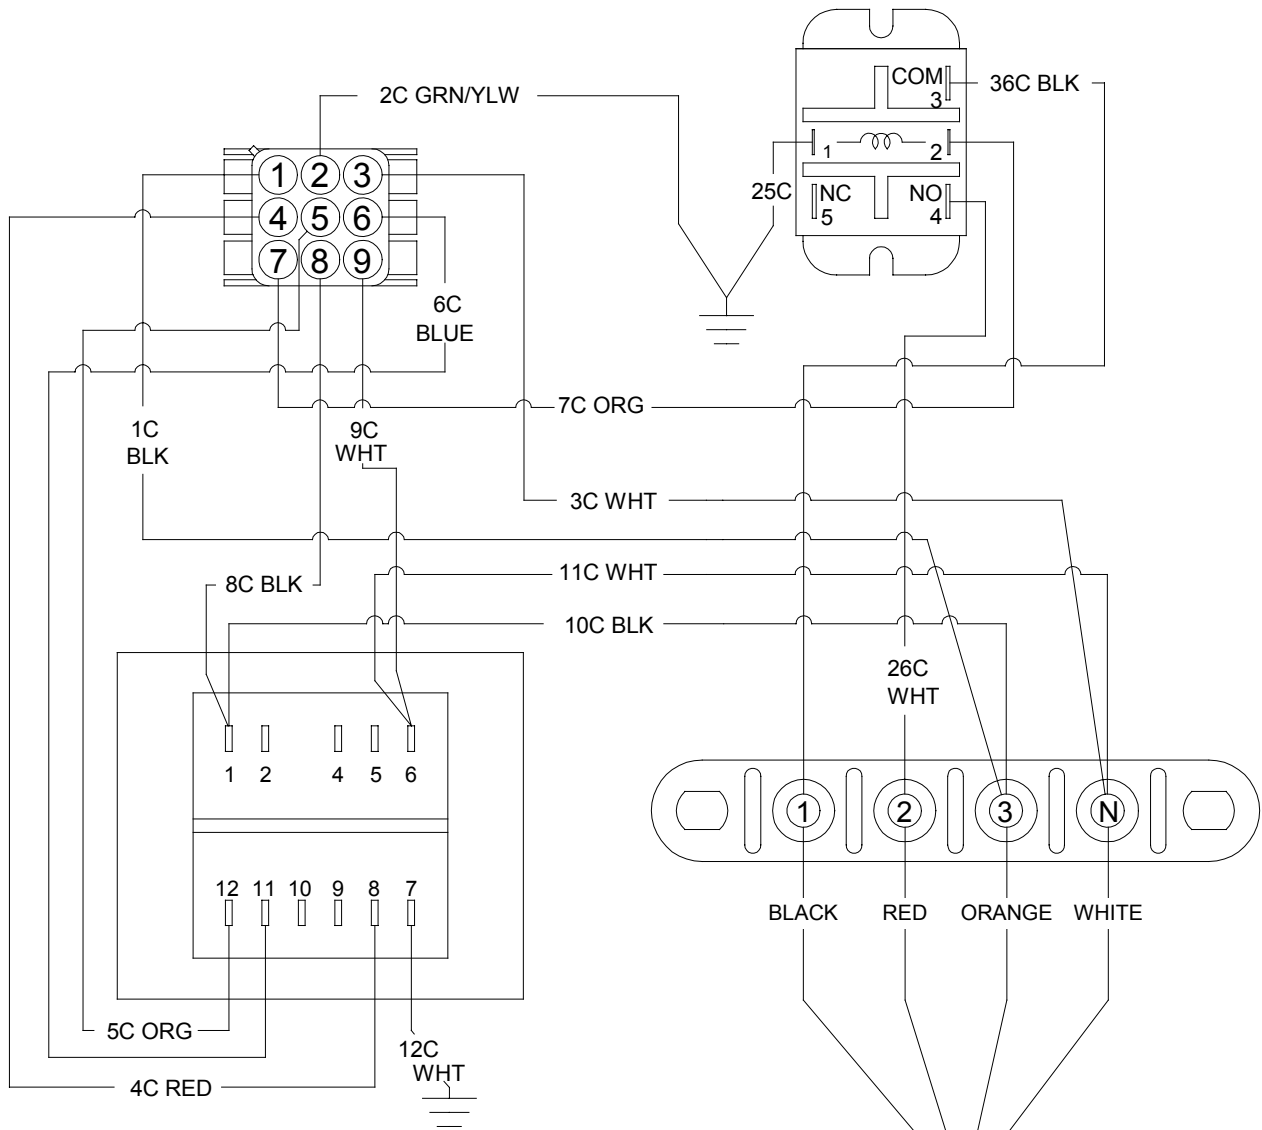 2C GRN/YLW
COM
3
36C BLK
1
2
25C
NC
5
NO
4
1 2 3
4 5 6
7 8 9
6C
BLUE
7C ORG
1C
BLK
9C
WHT
3C WHT
8C BLK
11C WHT
10C BLK
26C
WHT
1 2 4 5 6
1 2 3 N
12 11 10 9 8 7
BLACK RED ORANGE WHITE
5C ORG
12C
WHT
4C RED